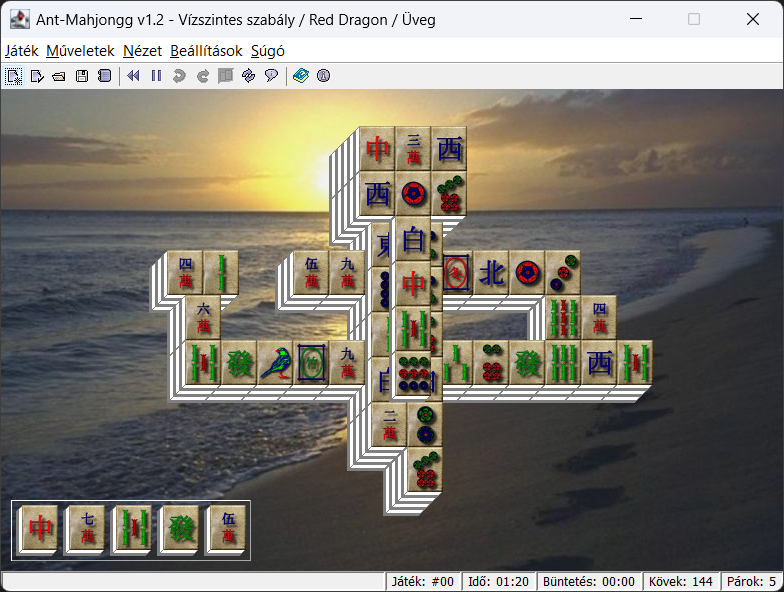 Ant-Mahjongg v1.2 - Vízszintes szabály / Red Dragon / Üveg
Játék Műveletek Nézet Beállítások Súgó
中 三萬 西
西
白
四萬 伍萬 九萬 中 北
六萬 四萬
發 九萬 發 西
二萬
中 七萬 發 伍萬
Játék: #00 Idő: 01:20 Büntetés: 00:00 Kövek: 144 Párok: 5